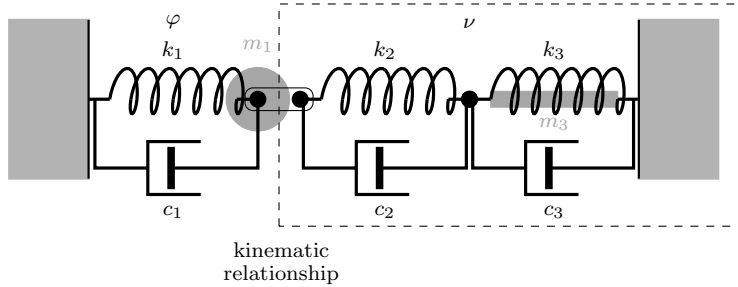 φ ν
k₁ m₁ k₂ k₃
m₃
c₁ c₂ c₃
kinematic
relationship